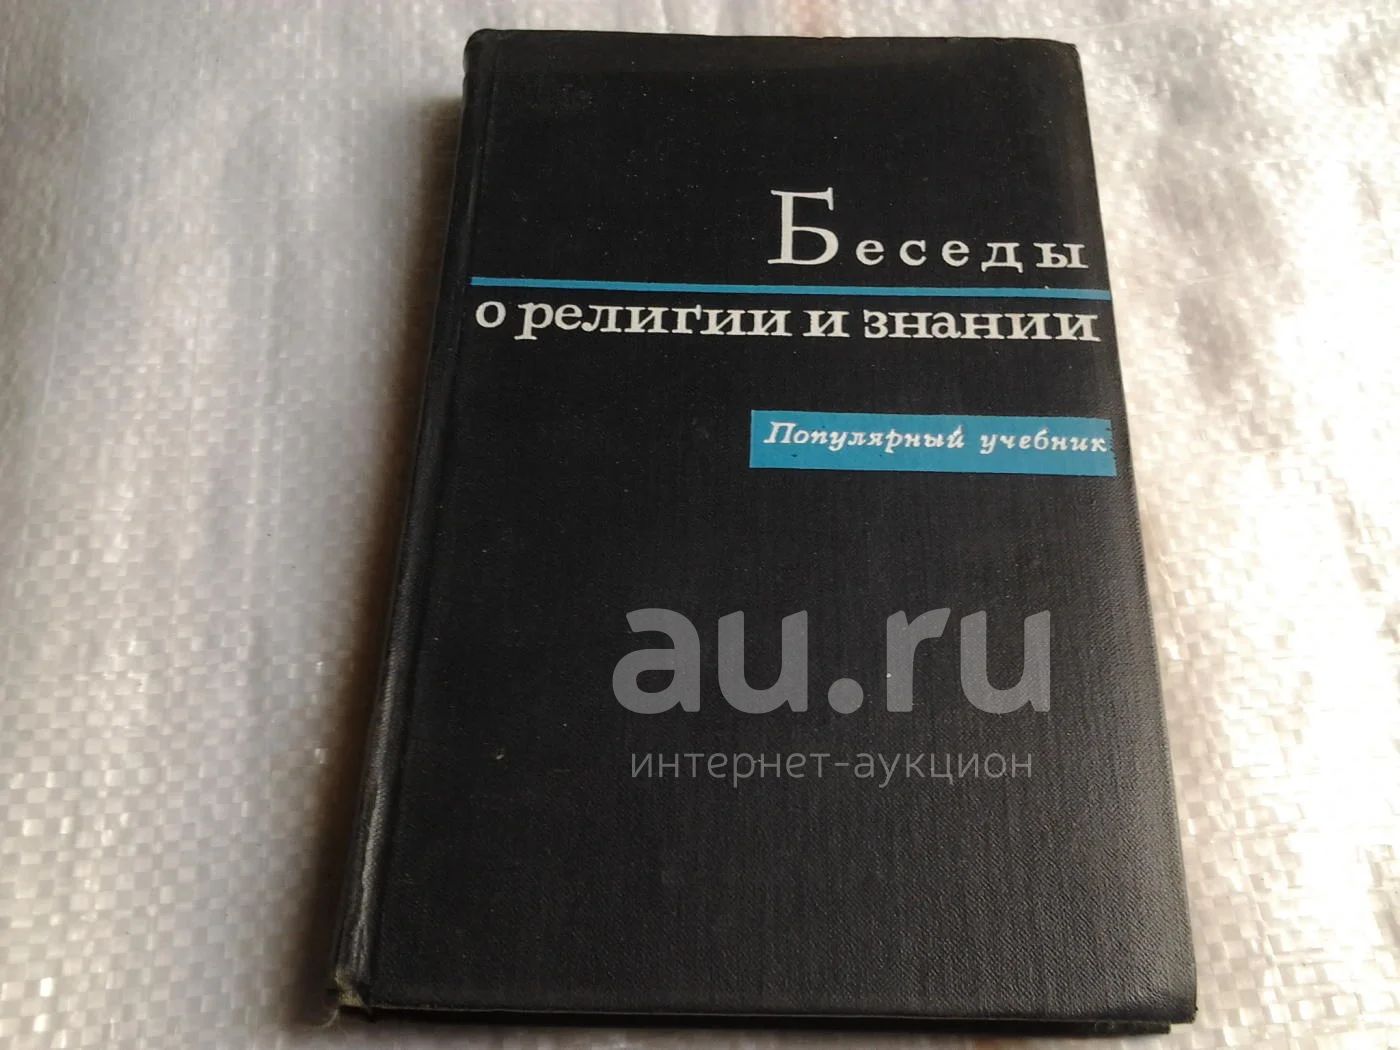 Беседы
о религии и знании
Популярный учебник
au.ru
интернет-аукцион